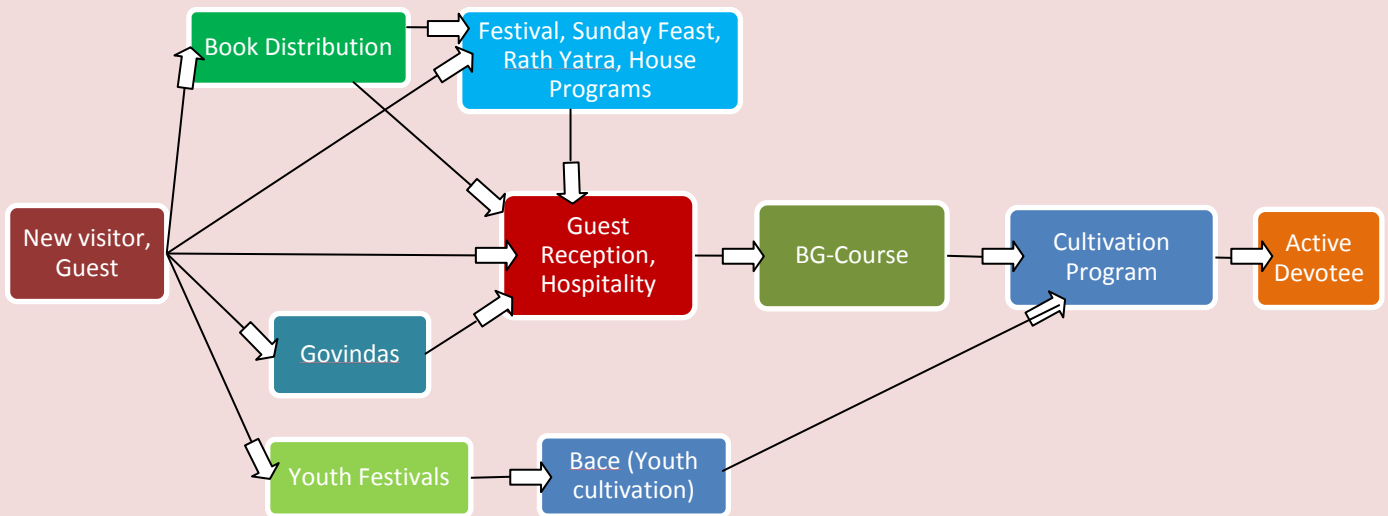 Book Distribution
Festival, Sunday Feast,
Rath Yatra, House
Programs
New visitor,
Guest
Guest
Reception,
Hospitality
BG-Course
Cultivation
Program
Active
Devotee
Govindas
Youth Festivals
Bace (Youth
cultivation)